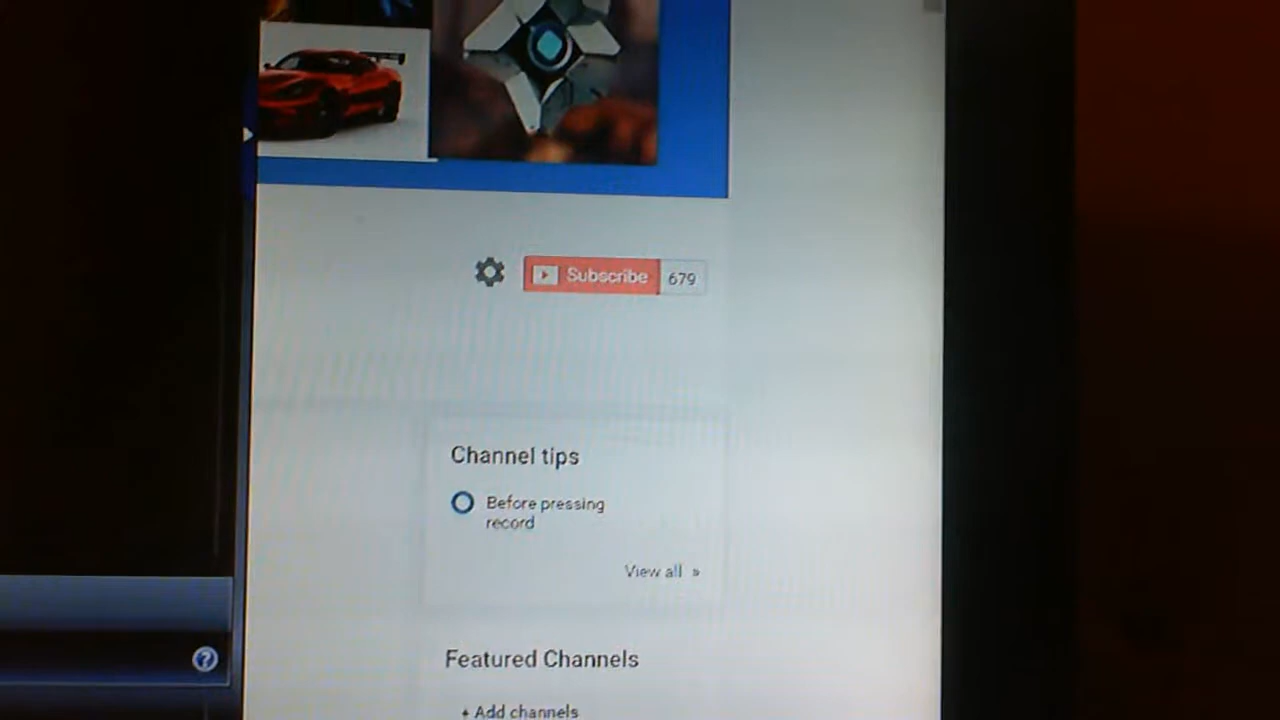 Subscribe 679
Channel tips
Before pressing
record
View all »
Featured Channels
+ Add channels